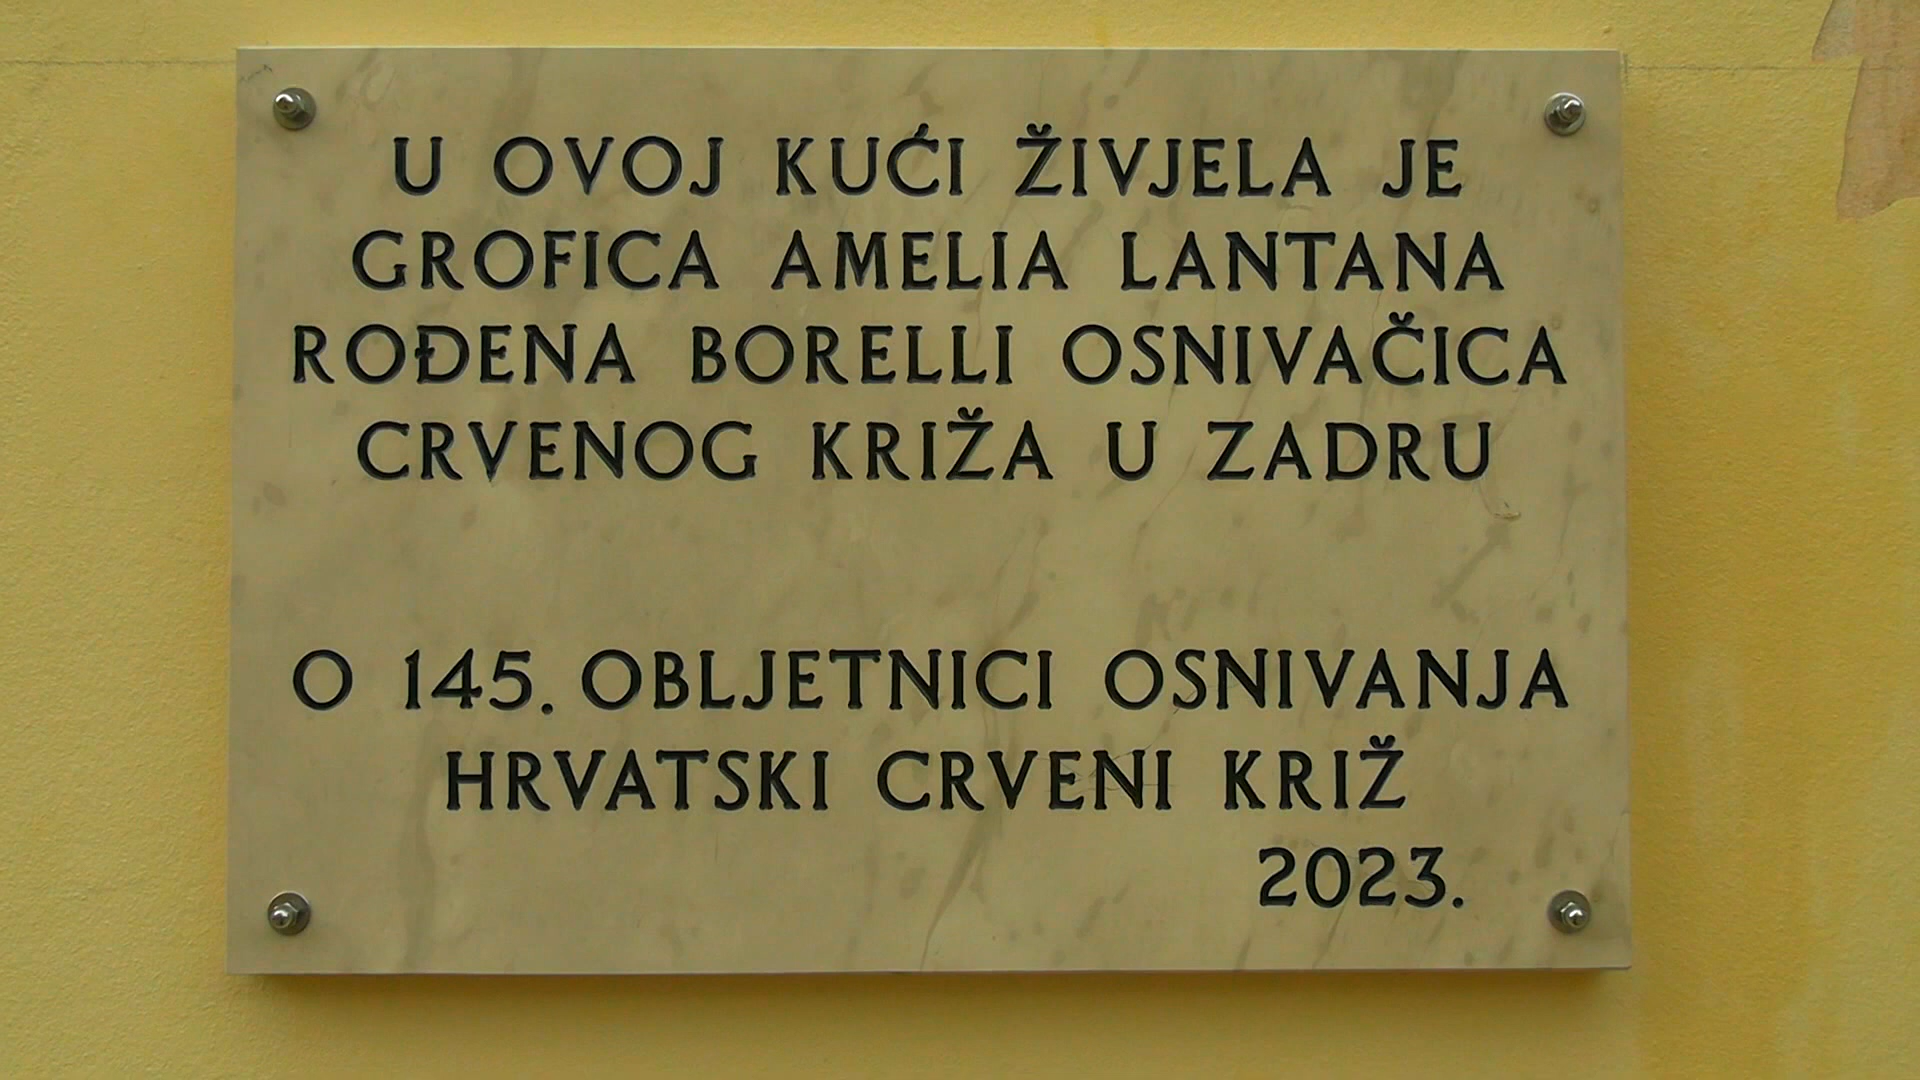 U OVOJ KUĆI ŽIVJELA JE
GROFICA AMELIA LANTANA
ROĐENA BORELLI OSNIVAČICA
CRVENOG KRIŽA U ZADRU
O 145. OBLJETNICI OSNIVANJA
HRVATSKI CRVENI KRIŽ
2023.